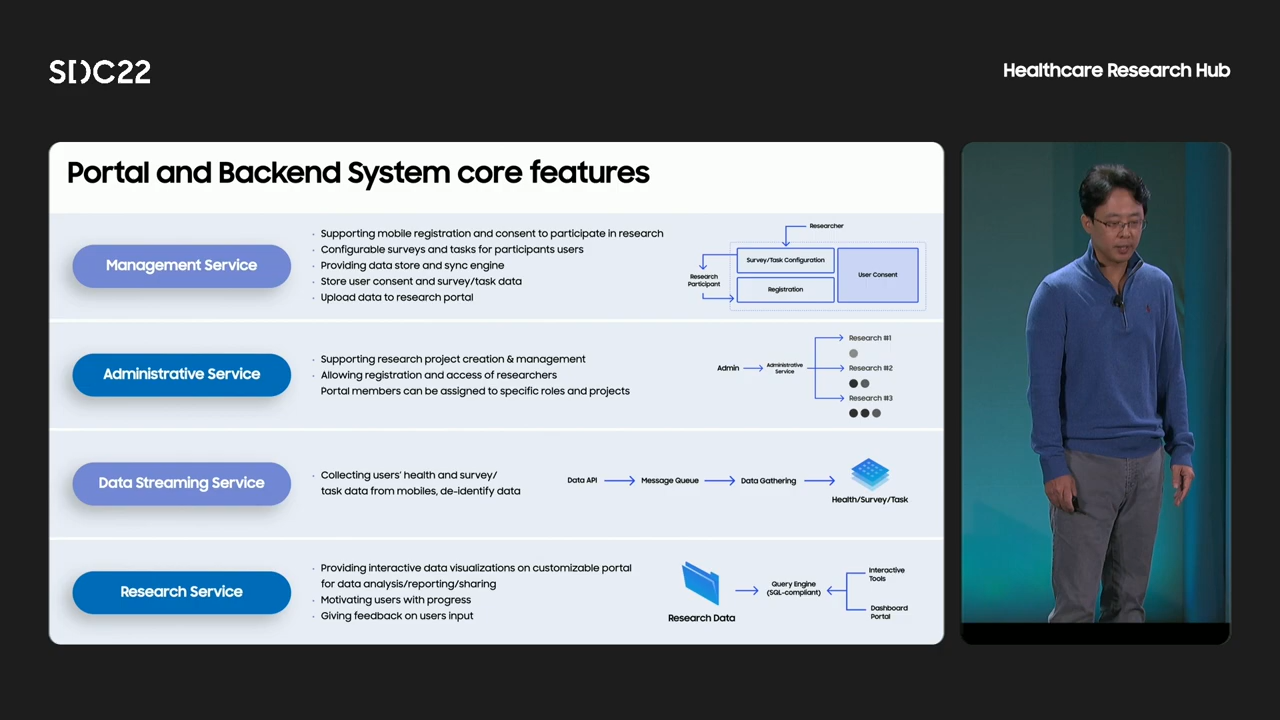 SDC22
Healthcare Research Hub
Portal and Backend System core features
Management Service
· Supporting mobile registration and consent to participate in research
· Configurable surveys and tasks for participants users
· Providing data store and sync engine
· Store user consent and survey/task data
· Upload data to research portal
Researcher
Survey/Task Configuration
User Consent
Research
Participant
Registration
Administrative Service
· Supporting research project creation & management
· Allowing registration and access of researchers
Portal members can be assigned to specific roles and projects
Admin
Administrative
Service
Research #1
Research #2
Research #3
Data Streaming Service
· Collecting users' health and survey/
task data from mobiles, de-identify data
Data API
Message Queue
Data Gathering
Health/Survey/Task
Research Service
· Providing interactive data visualizations on customizable portal
for data analysis/reporting/sharing
· Motivating users with progress
· Giving feedback on users input
Research Data
Query Engine
(SQL-compliant)
Interactive
Tools
Dashboard
Portal